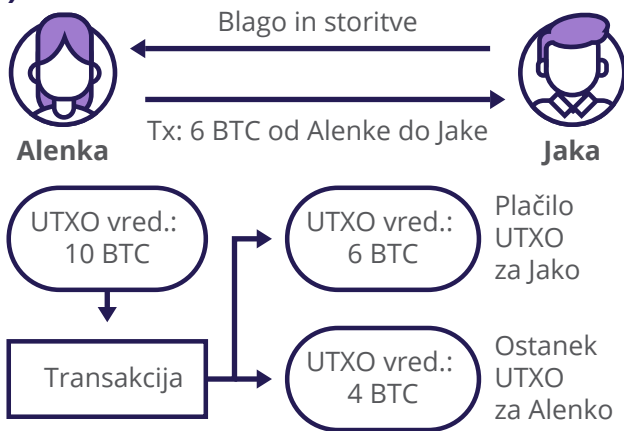 Blago in storitve
Tx: 6 BTC od Alenke do Jake
Alenka
Jaka
UTXO vred.:
10 BTC
UTXO vred.:
6 BTC
Plačilo
UTXO
za Jako
Transakcija
UTXO vred.:
4 BTC
Ostanek
UTXO
za Alenko